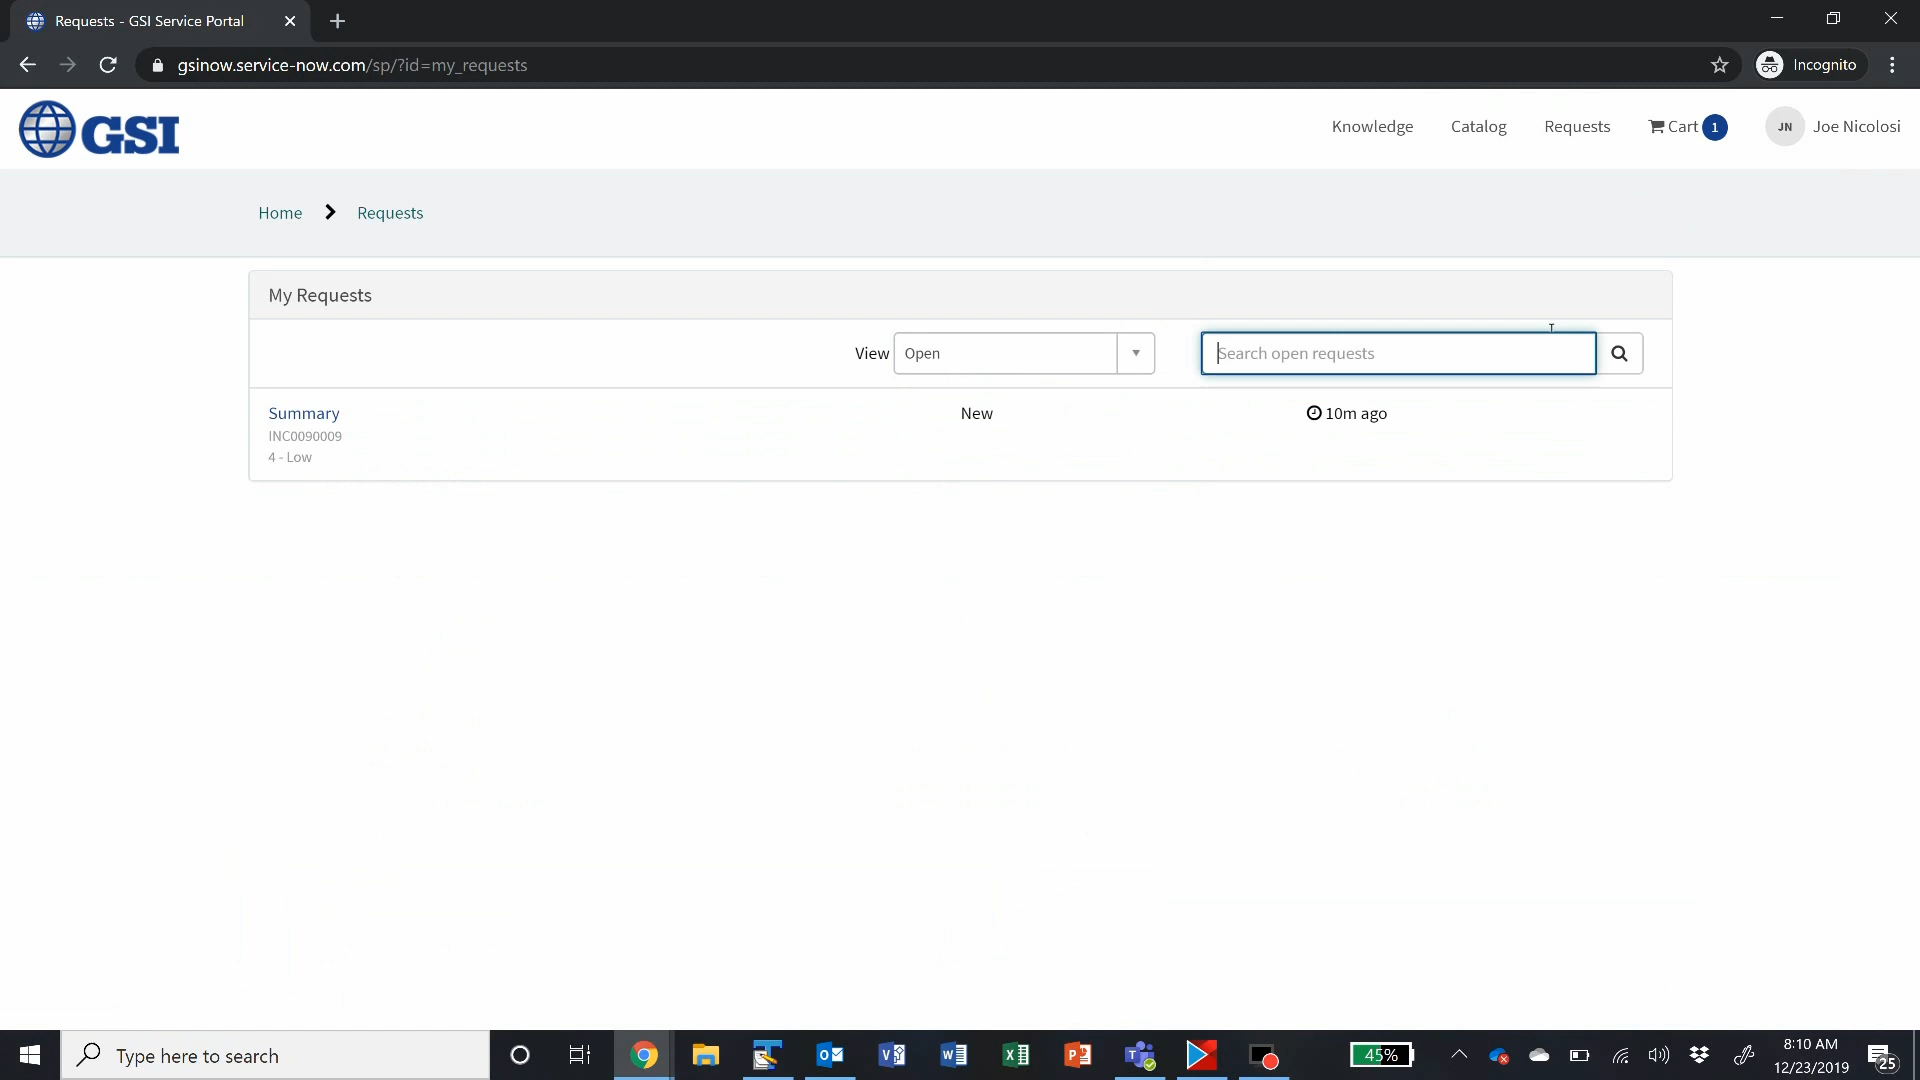 Requests - GSI Service Portal
gsinow.service-now.com/sp/?id=my_requests
Incognito
GSI
Knowledge
Catalog
Requests
Cart 1
JN
Joe Nicolosi
Home
Requests
My Requests
View
Open
Search open requests
Summary
New
10m ago
INC0090009
4 - Low
Type here to search
45%
8:10 AM
12/23/2019
25